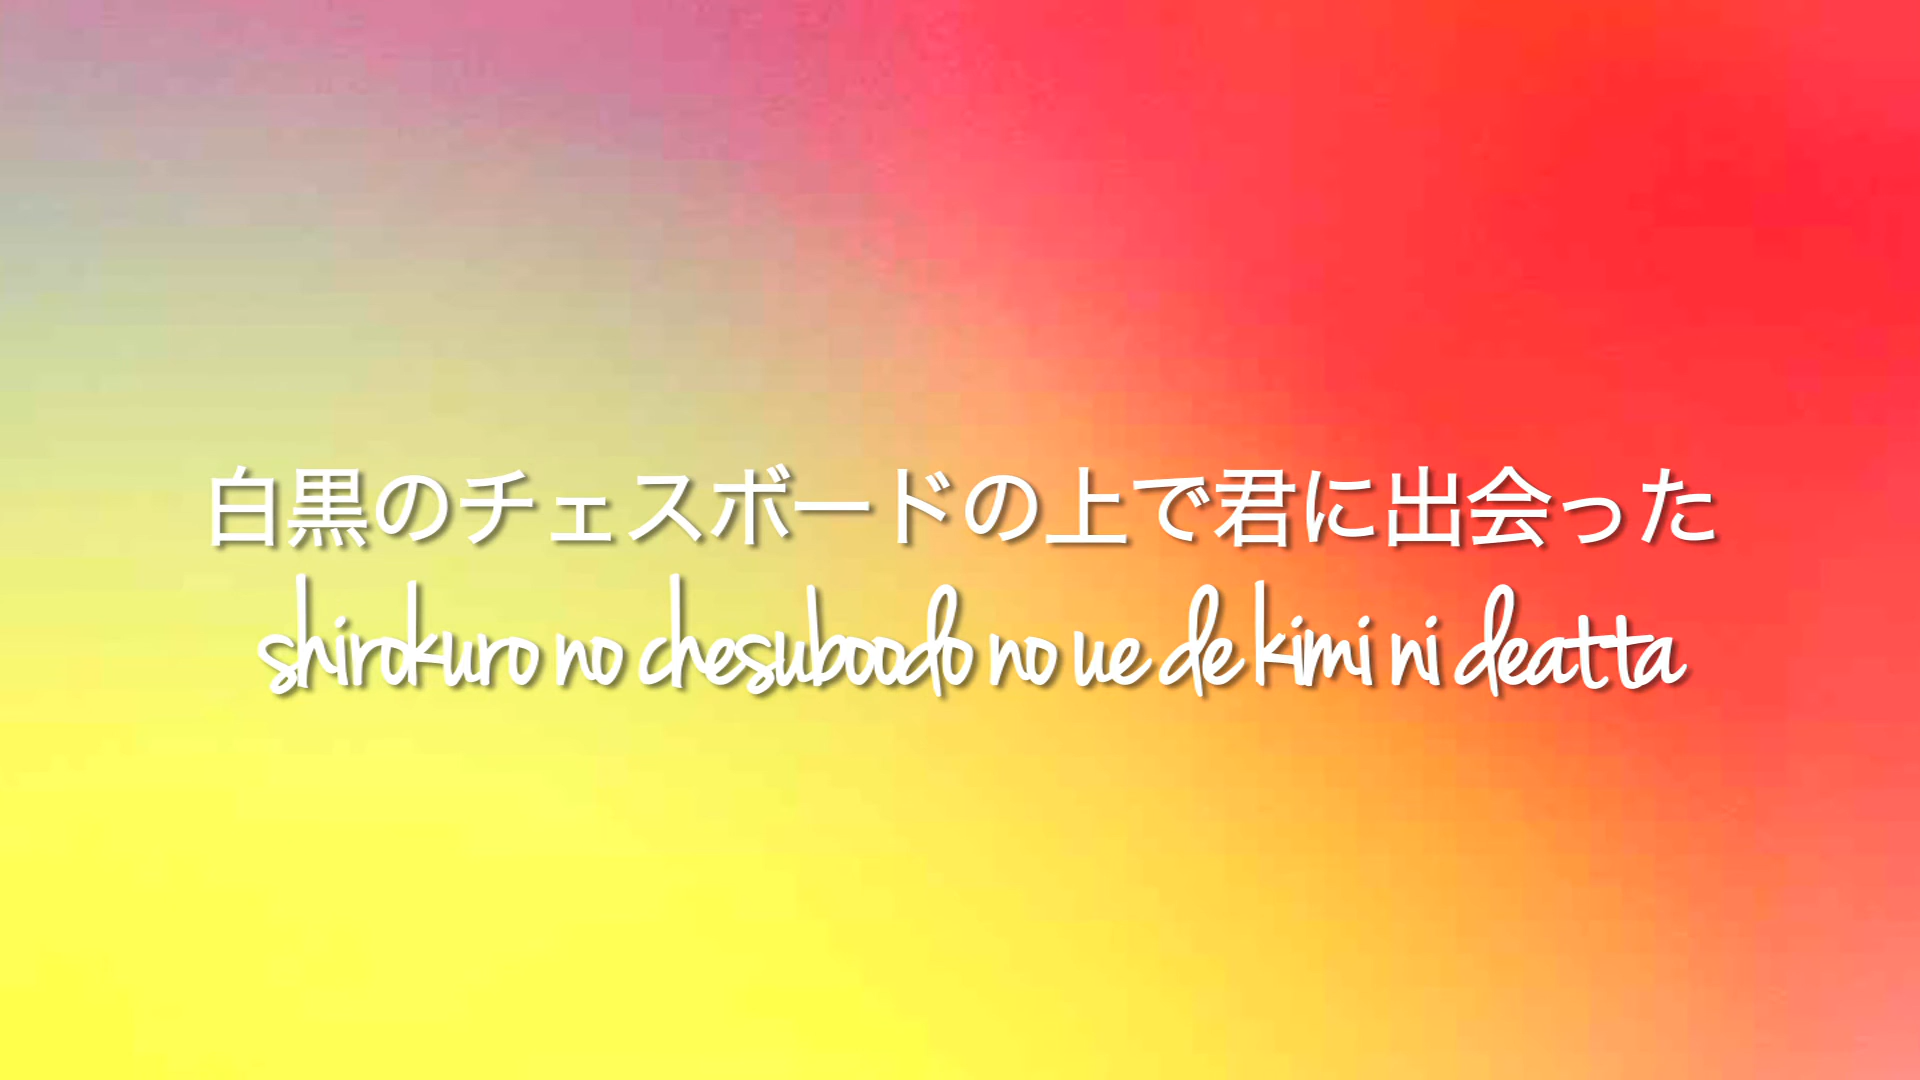 白黒のチェスボードの上で君に出会った
shirokuro no chesuboodo no ue de kimi ni deatta